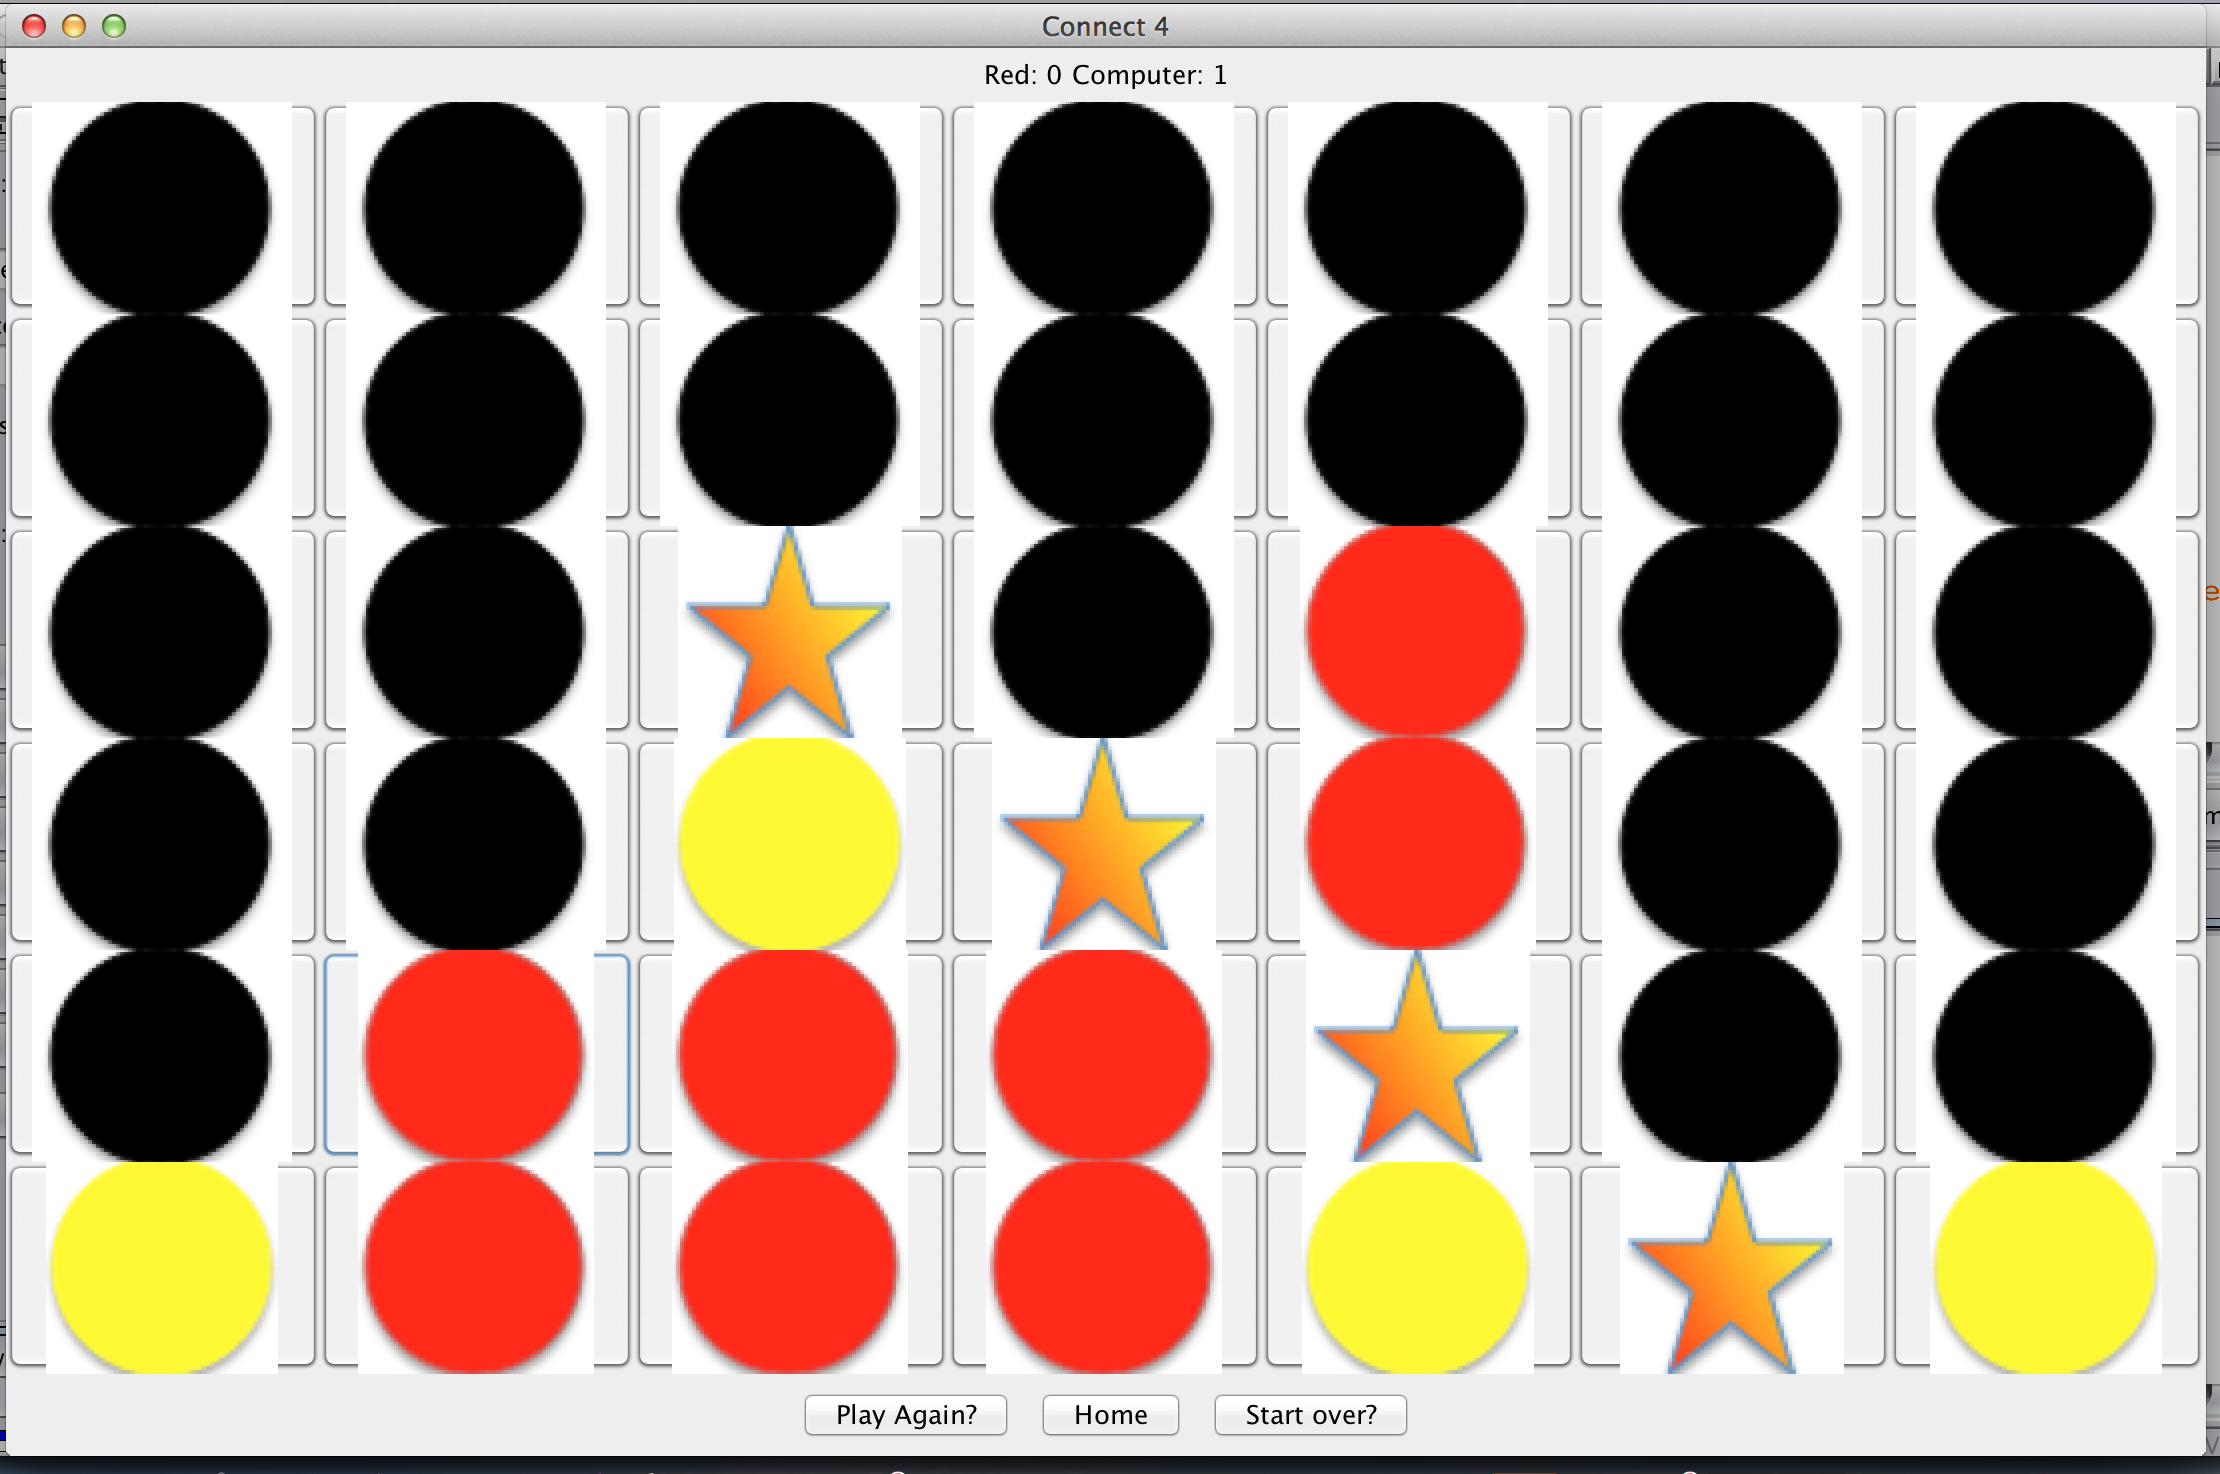 Connect 4
Red: 0 Computer: 1
Play Again?
Home
Start over?